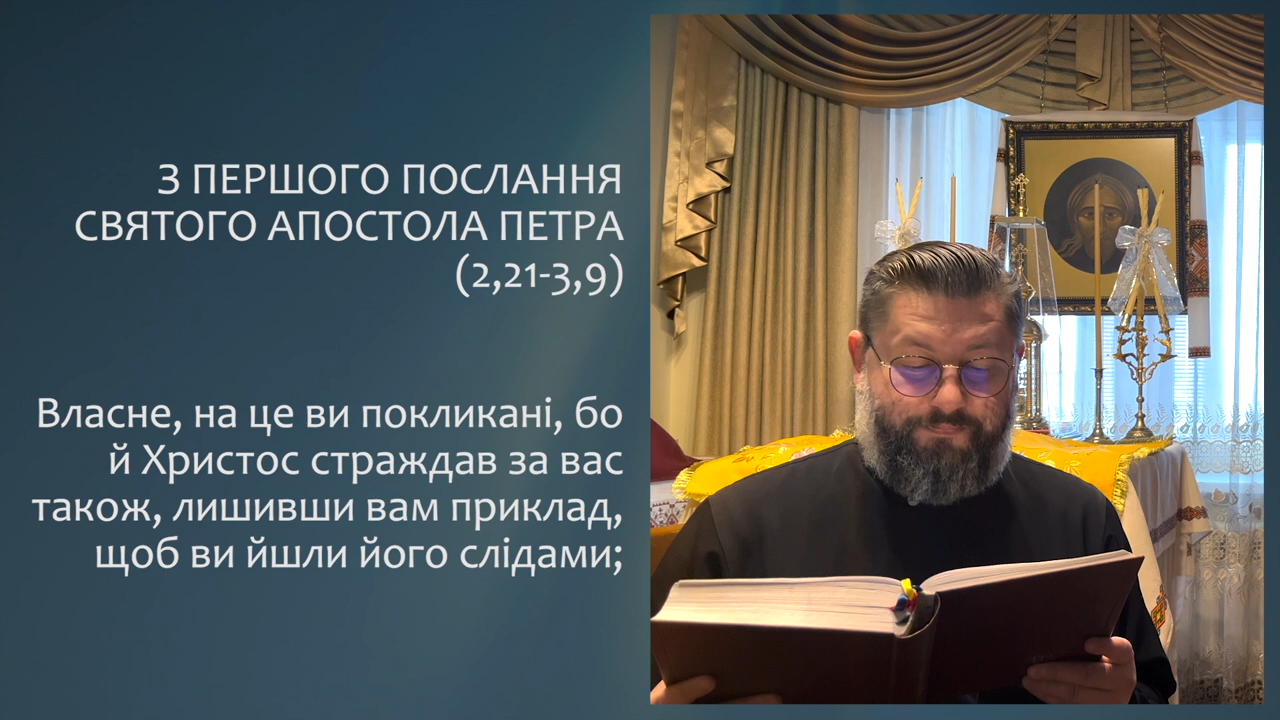 З ПЕРШОГО ПОСЛАННЯ
СВЯТОГО АПОСТОЛА ПЕТРА
(2,21-3,9)
Власне, на це ви покликані, бо
й Христос страждав за вас
також, лишивши вам приклад,
щоб ви йшли його слідами;